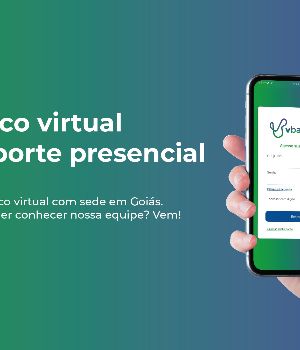 co virtual
porte presencial
co virtual com sede em Goiás.
er conhecer nossa equipe? Vem!
vba